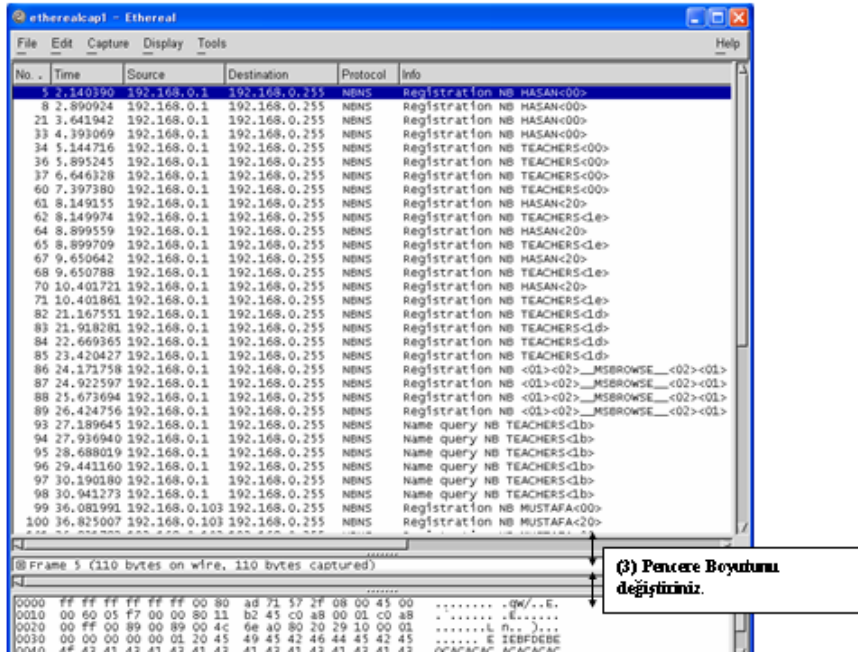 etherealcap1 - Ethereal
File Edit Capture Display Tools Help
No. . Time Source Destination Protocol Info
5 2.140390 192.168.0.1 192.168.0.255 NBNS Registration NB HASAN<00>
8 2.890924 192.168.0.1 192.168.0.255 NBNS Registration NB HASAN<00>
21 3.641942 192.168.0.1 192.168.0.255 NBNS Registration NB HASAN<00>
33 4.393069 192.168.0.1 192.168.0.255 NBNS Registration NB HASAN<00>
34 5.144716 192.168.0.1 192.168.0.255 NBNS Registration NB TEACHERS<00>
36 5.895245 192.168.0.1 192.168.0.255 NBNS Registration NB TEACHERS<00>
37 6.646328 192.168.0.1 192.168.0.255 NBNS Registration NB TEACHERS<00>
60 7.397380 192.168.0.1 192.168.0.255 NBNS Registration NB TEACHERS<00>
61 8.149155 192.168.0.1 192.168.0.255 NBNS Registration NB HASAN<20>
62 8.149974 192.168.0.1 192.168.0.255 NBNS Registration NB TEACHERS<1e>
64 8.899559 192.168.0.1 192.168.0.255 NBNS Registration NB HASAN<20>
65 8.899709 192.168.0.1 192.168.0.255 NBNS Registration NB TEACHERS<1e>
67 9.650642 192.168.0.1 192.168.0.255 NBNS Registration NB HASAN<20>
68 9.650788 192.168.0.1 192.168.0.255 NBNS Registration NB TEACHERS<1e>
70 10.401721 192.168.0.1 192.168.0.255 NBNS Registration NB HASAN<20>
71 10.401861 192.168.0.1 192.168.0.255 NBNS Registration NB TEACHERS<1e>
82 21.167551 192.168.0.1 192.168.0.255 NBNS Registration NB TEACHERS<1d>
83 21.918281 192.168.0.1 192.168.0.255 NBNS Registration NB TEACHERS<1d>
84 22.669365 192.168.0.1 192.168.0.255 NBNS Registration NB TEACHERS<1d>
85 23.420427 192.168.0.1 192.168.0.255 NBNS Registration NB TEACHERS<1d>
86 24.171758 192.168.0.1 192.168.0.255 NBNS Registration NB <01><02>__MSBROWSE__<02><01>
87 24.922597 192.168.0.1 192.168.0.255 NBNS Registration NB <01><02>__MSBROWSE__<02><01>
88 25.673694 192.168.0.1 192.168.0.255 NBNS Registration NB <01><02>__MSBROWSE__<02><01>
89 26.424756 192.168.0.1 192.168.0.255 NBNS Registration NB <01><02>__MSBROWSE__<02><01>
93 27.189645 192.168.0.1 192.168.0.255 NBNS Name query NB TEACHERS<1b>
94 27.936940 192.168.0.1 192.168.0.255 NBNS Name query NB TEACHERS<1b>
95 28.688019 192.168.0.1 192.168.0.255 NBNS Name query NB TEACHERS<1b>
96 29.441160 192.168.0.1 192.168.0.255 NBNS Name query NB TEACHERS<1b>
97 30.190180 192.168.0.1 192.168.0.255 NBNS Name query NB TEACHERS<1b>
98 30.941273 192.168.0.1 192.168.0.255 NBNS Name query NB TEACHERS<1b>
99 36.081991 192.168.0.103 192.168.0.255 NBNS Registration NB MUSTAFA<00>
100 36.825007 192.168.0.103 192.168.0.255 NBNS Registration NB MUSTAFA<20>
Frame 5 (110 bytes on wire, 110 bytes captured)
(3) Pencere Boyutunu
değiştiriniz.
0000 ff ff ff ff ff ff 00 80 ad 71 57 2f 08 00 45 00 ........ .qW/..E.
0010 00 60 05 f7 00 00 80 11 b2 45 c0 a8 00 01 c0 a8 .`...... .E......
0020 00 ff 00 89 00 89 00 4c 6e a0 80 20 29 10 00 01 .......L n.. )...
0030 00 00 00 00 00 01 20 45 49 45 42 46 44 45 42 45 ...... E IEBFDEBE
0040 4f 43 41 43 41 43 41 43 41 43 41 43 41 43 41 43 OCACACAC ACACACAC